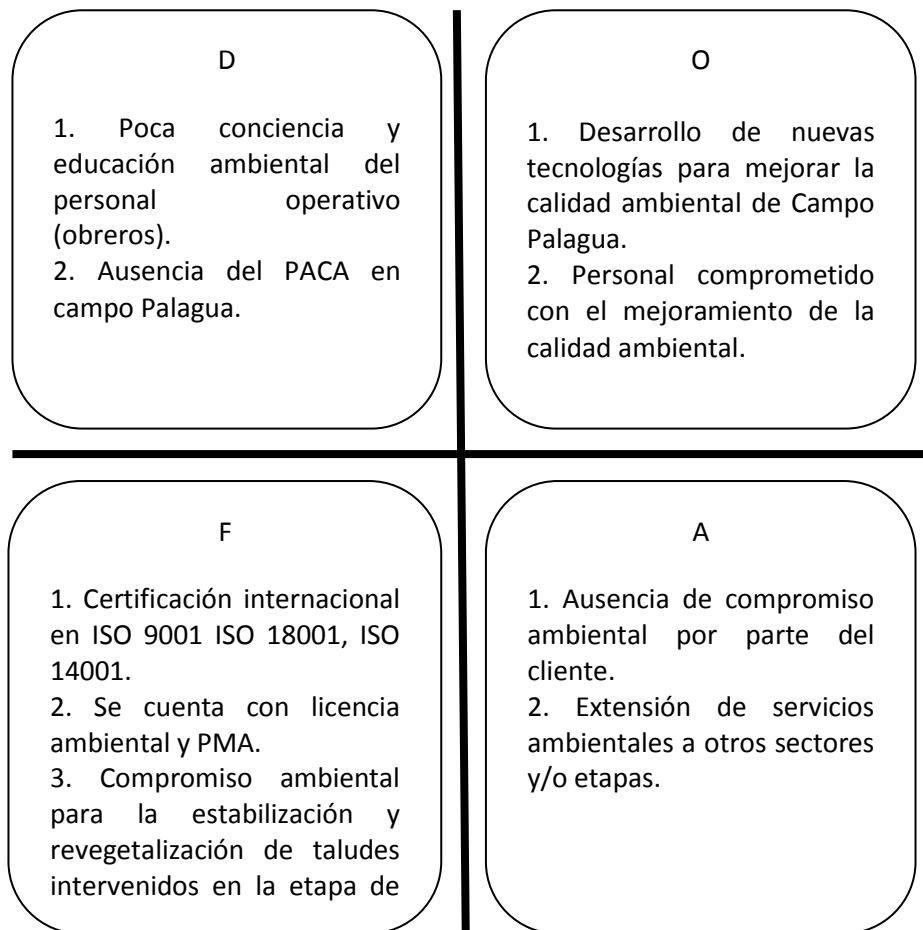 D
1. Poca conciencia y
educación ambiental del
personal operativo
(obreros).
2. Ausencia del PACA en
campo Palagua.
O
1. Desarrollo de nuevas
tecnologías para mejorar la
calidad ambiental de Campo
Palagua.
2. Personal comprometido
con el mejoramiento de la
calidad ambiental.
F
1. Certificación internacional
en ISO 9001 ISO 18001, ISO
14001.
2. Se cuenta con licencia
ambiental y PMA.
3. Compromiso ambiental
para la estabilización y
revegetalización de taludes
intervenidos en la etapa de
A
1. Ausencia de compromiso
ambiental por parte del
cliente.
2. Extensión de servicios
ambientales a otros sectores
y/o etapas.